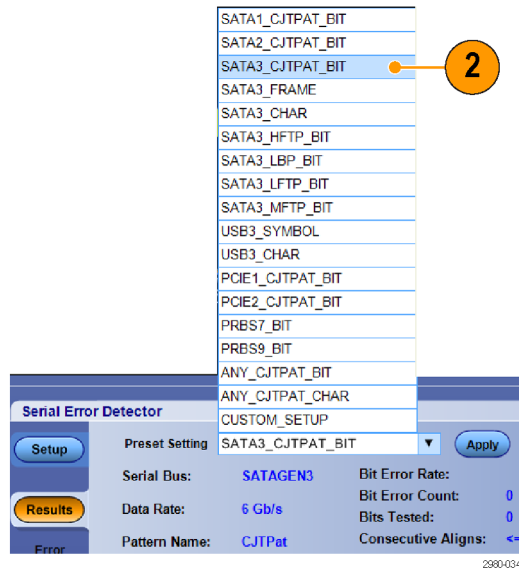 SATA1_CJTPAT_BIT
SATA2_CJTPAT_BIT
SATA3_CJTPAT_BIT
2
SATA3_FRAME
SATA3_CHAR
SATA3_HFTP_BIT
SATA3_LBP_BIT
SATA3_LFTP_BIT
SATA3_MFTP_BIT
USB3_SYMBOL
USB3_CHAR
PCIE1_CJTPAT_BIT
PCIE2_CJTPAT_BIT
PRBS7_BIT
PRBS9_BIT
ANY_CJTPAT_BIT
ANY_CJTPAT_CHAR
CUSTOM_SETUP
Serial Error Detector
Setup
Preset Setting SATA3_CJTPAT_BIT ▼ Apply
Serial Bus: SATAGEN3 Bit Error Rate:
Bit Error Count: 0
Results
Data Rate: 6 Gb/s
Bits Tested: 0
Pattern Name: CJTPat Consecutive Aligns: <=
Error
2980-034